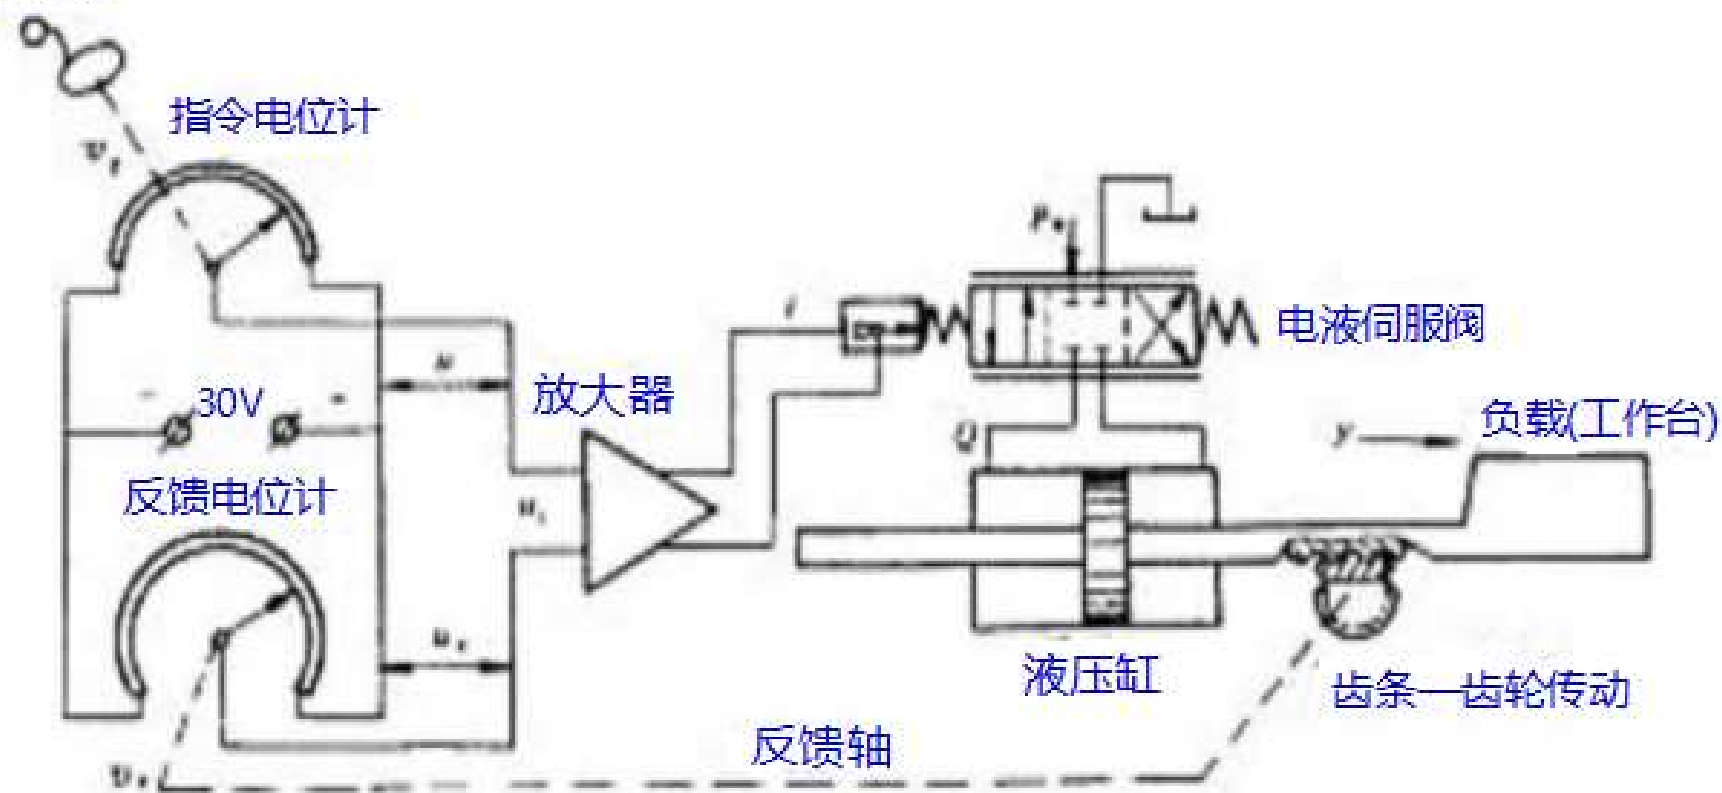 指令电位计
电液伺服阀
30V
放大器
负载(工作台)
y
Q
反馈电位计
液压缸
齿条—齿轮传动
反馈轴